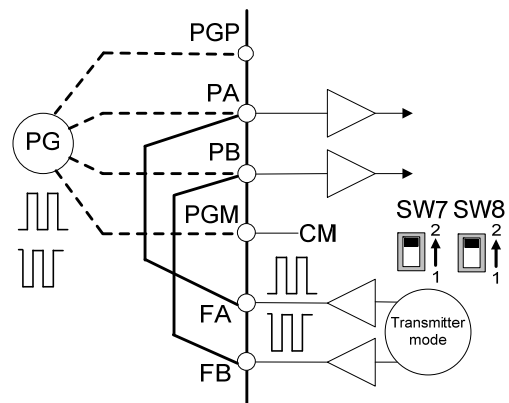 PGP
PA
PG
PB
PGM
CM
SW7 SW8
2 2
1 1
FA
Transmitter
mode
FB